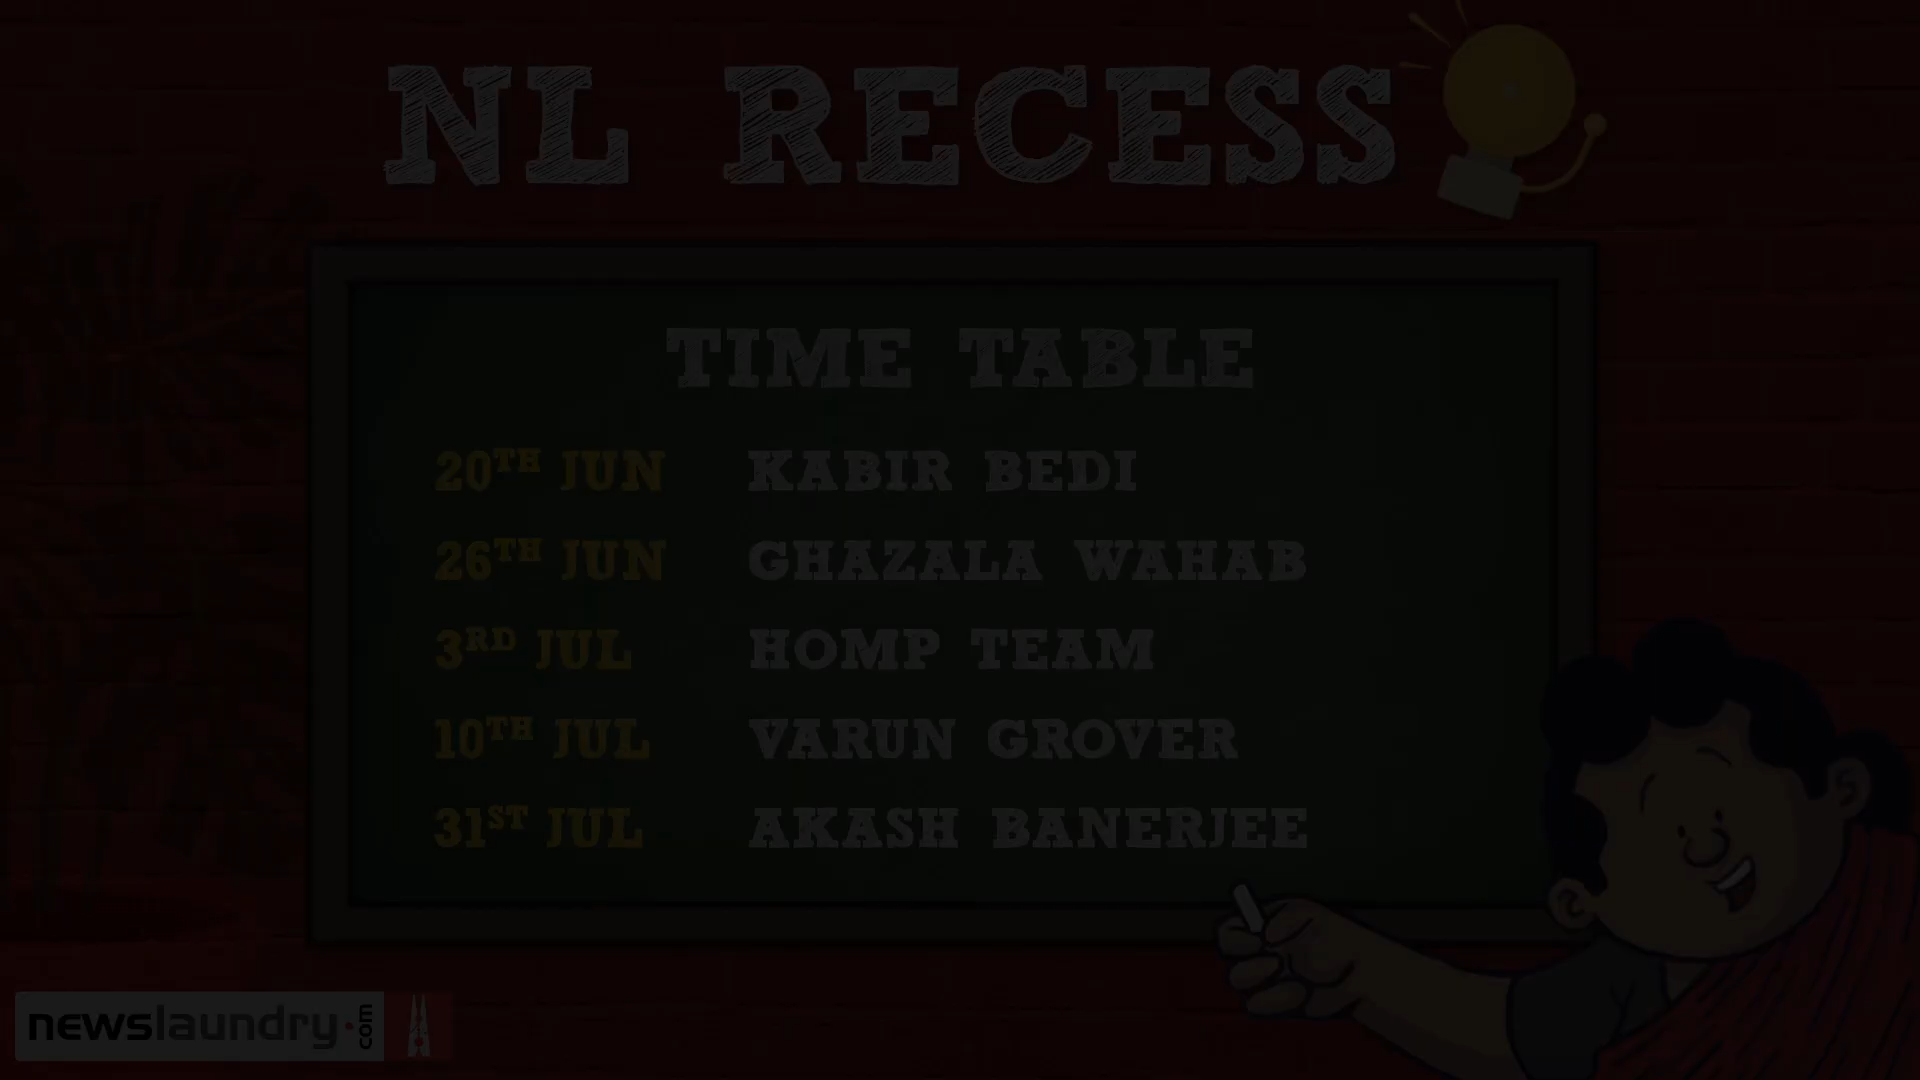 NL RECESS
TIME TABLE
20TH JUN KABIR BEDI
26TH JUN GHAZALA WAHAB
3RD JUL HOMP TEAM
10TH JUL VARUN GROVER
31ST JUL AKASH BANERJEE
newslaundry.com